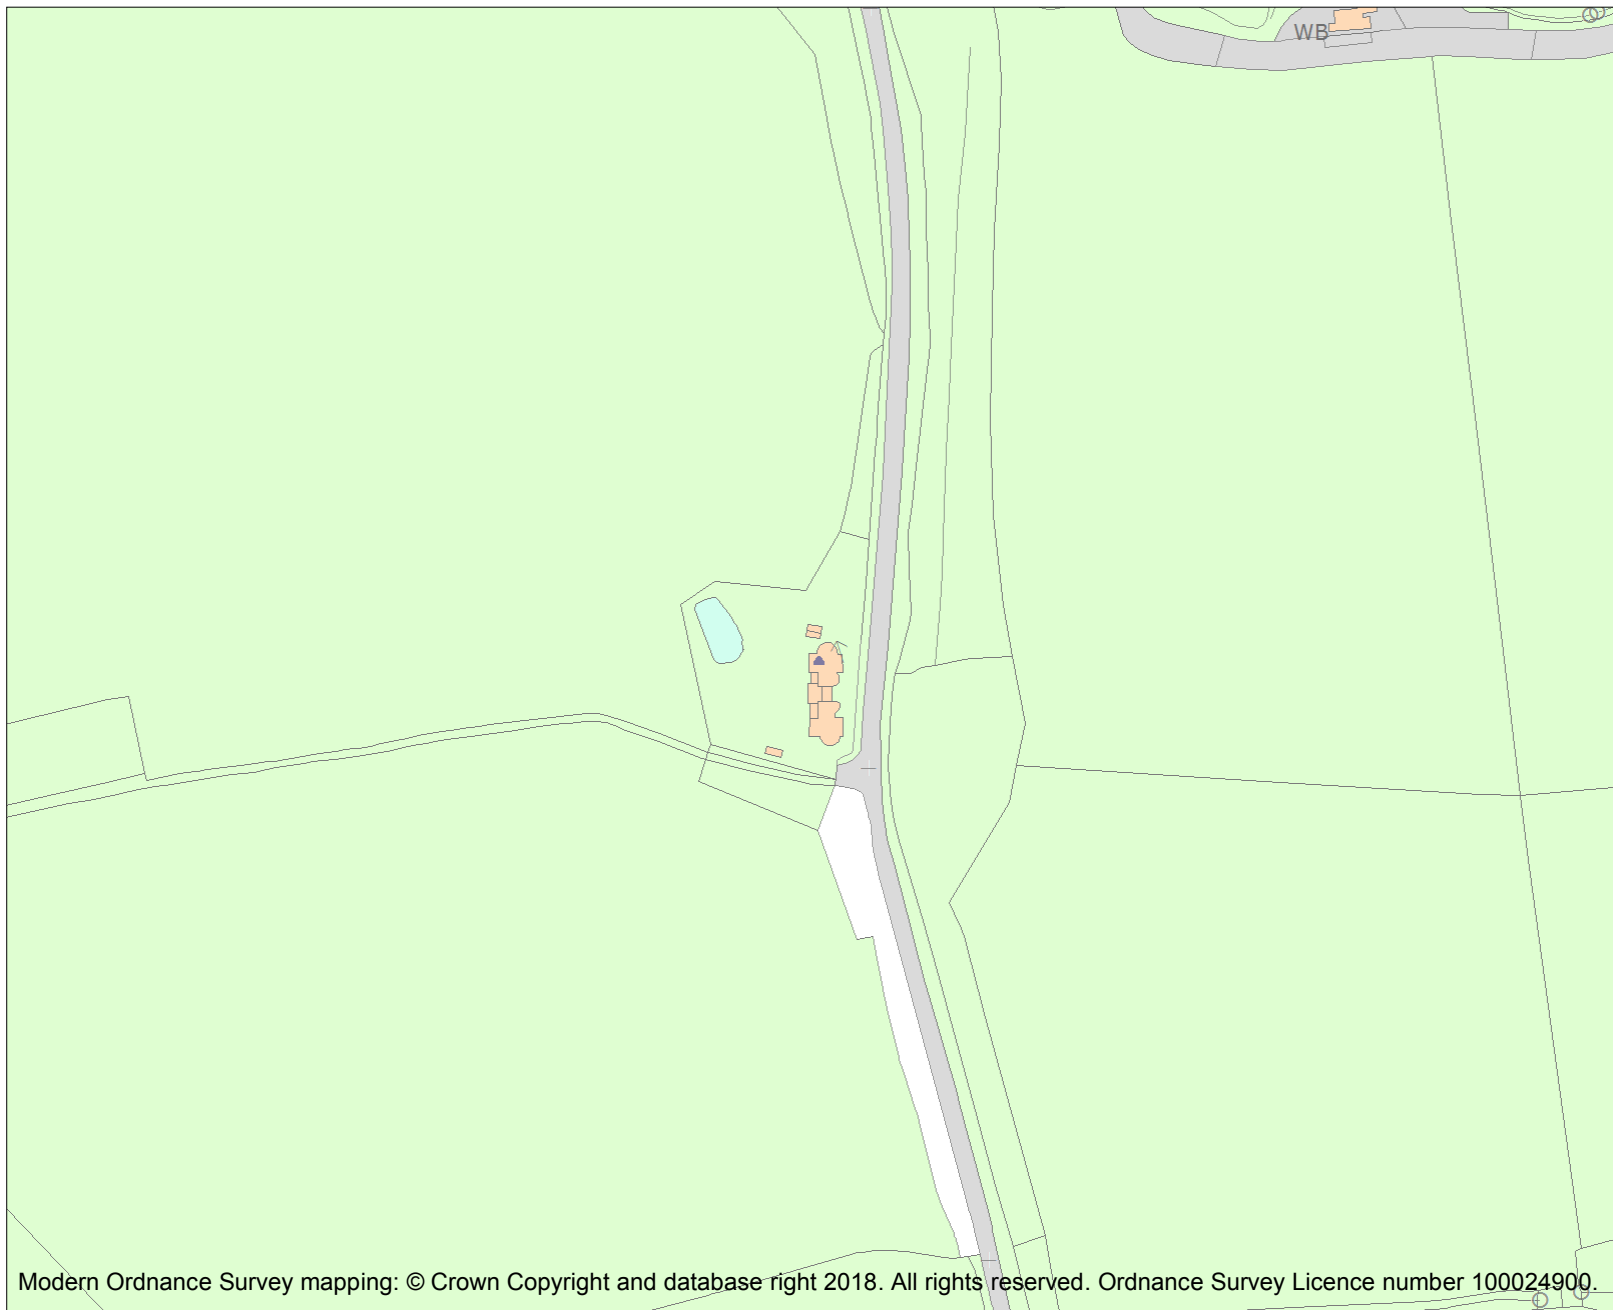 WB
Modern Ordnance Survey mapping: © Crown Copyright and database right 2018. All rights reserved. Ordnance Survey Licence number 100024900.